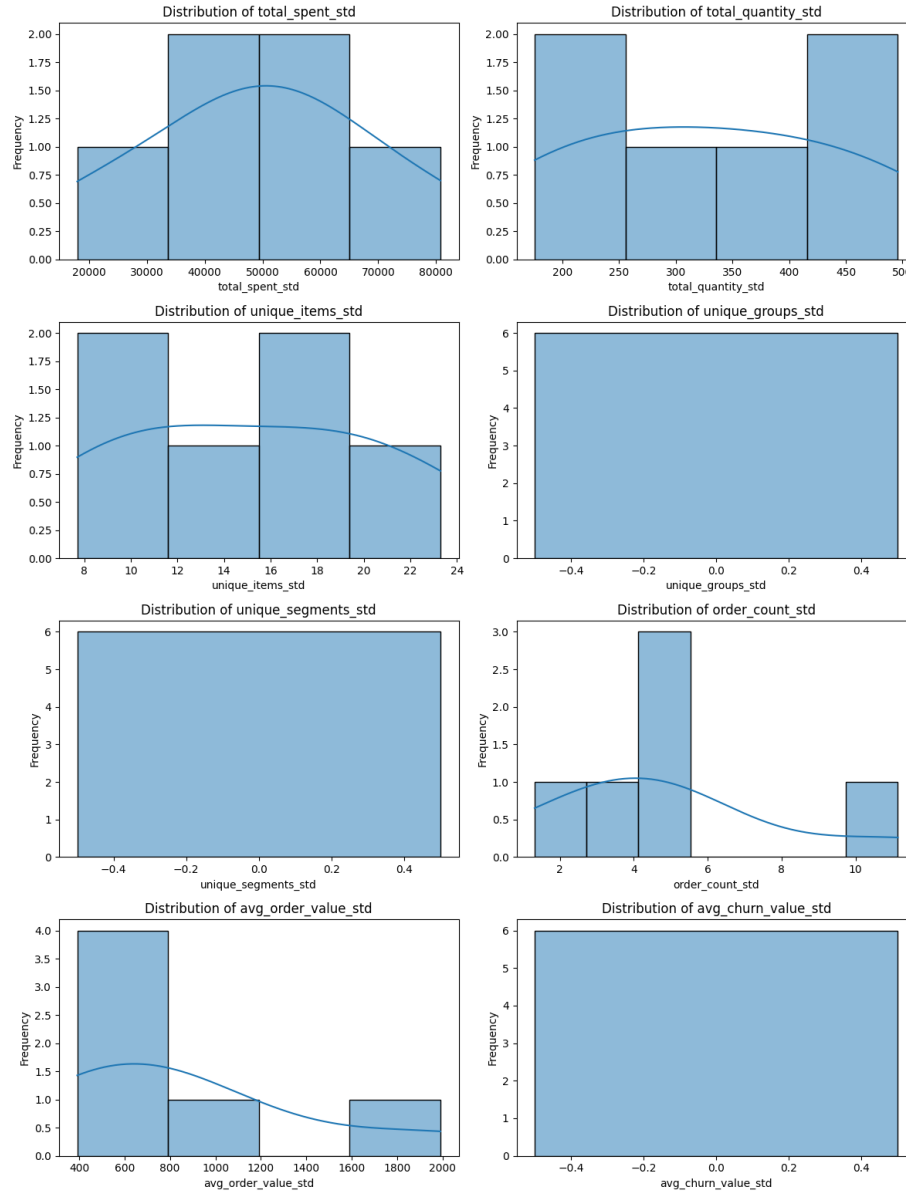 Distribution of total_spent_std
Frequency
2.00
1.75
1.50
1.25
1.00
0.75
0.50
0.25
0.00
20000 30000 40000 50000 60000 70000 80000
total_spent_std
Distribution of total_quantity_std
Frequency
2.00
1.75
1.50
1.25
1.00
0.75
0.50
0.25
0.00
200 250 300 350 400 450
total_quantity_std
Distribution of unique_items_std
Frequency
2.00
1.75
1.50
1.25
1.00
0.75
0.50
0.25
0.00
8 10 12 14 16 18 20 22 24
unique_items_std
Distribution of unique_groups_std
Frequency
6
5
4
3
2
1
0
−0.4 −0.2 0.0 0.2 0.4
unique_groups_std
Distribution of unique_segments_std
Frequency
6
5
4
3
2
1
0
−0.4 −0.2 0.0 0.2 0.4
unique_segments_std
Distribution of order_count_std
Frequency
3.0
2.5
2.0
1.5
1.0
0.5
0.0
2 4 6 8 10
order_count_std
Distribution of avg_order_value_std
Frequency
4.0
3.5
3.0
2.5
2.0
1.5
1.0
0.5
0.0
400 600 800 1000 1200 1400 1600 1800 2000
avg_order_value_std
Distribution of avg_churn_value_std
Frequency
6
5
4
3
2
1
0
−0.4 −0.2 0.0 0.2 0.4
avg_churn_value_std